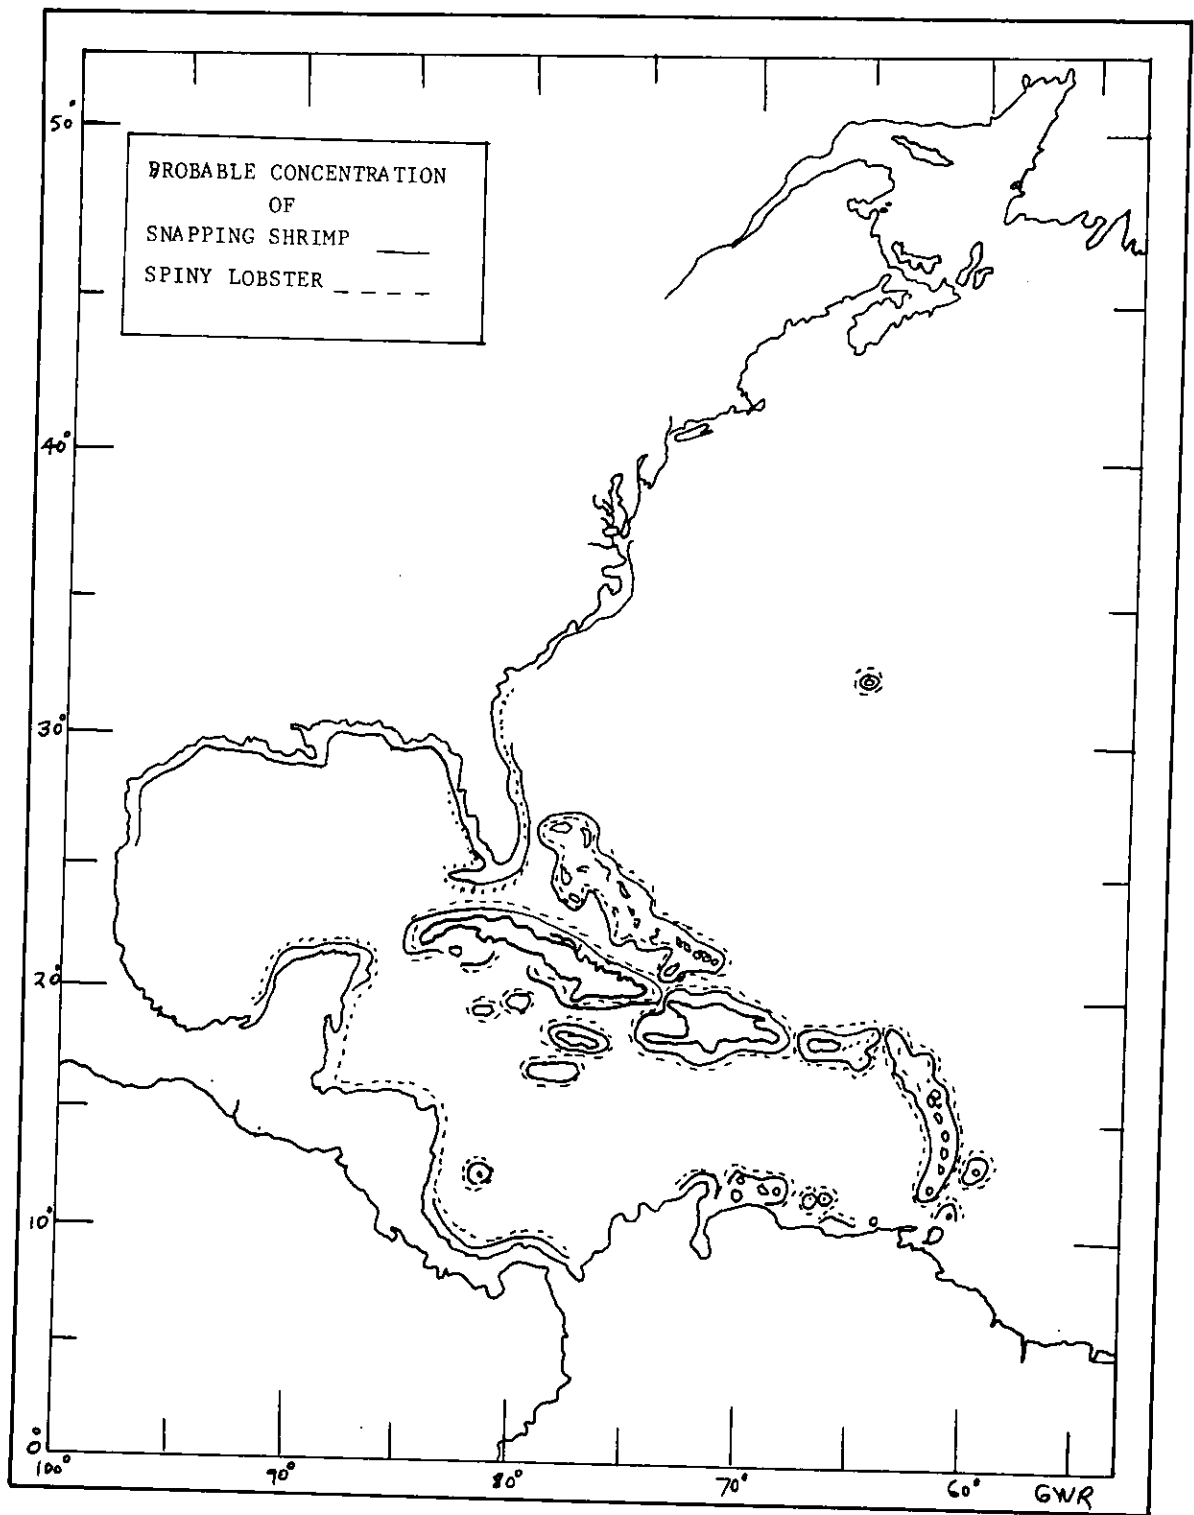 PROBABLE CONCENTRATION
OF
SNAPPING SHRIMP ____
SPINY LOBSTER _ _ _ _
50°
40°
30°
20°
10°
0°
100°
90°
80°
70°
60°
GWR